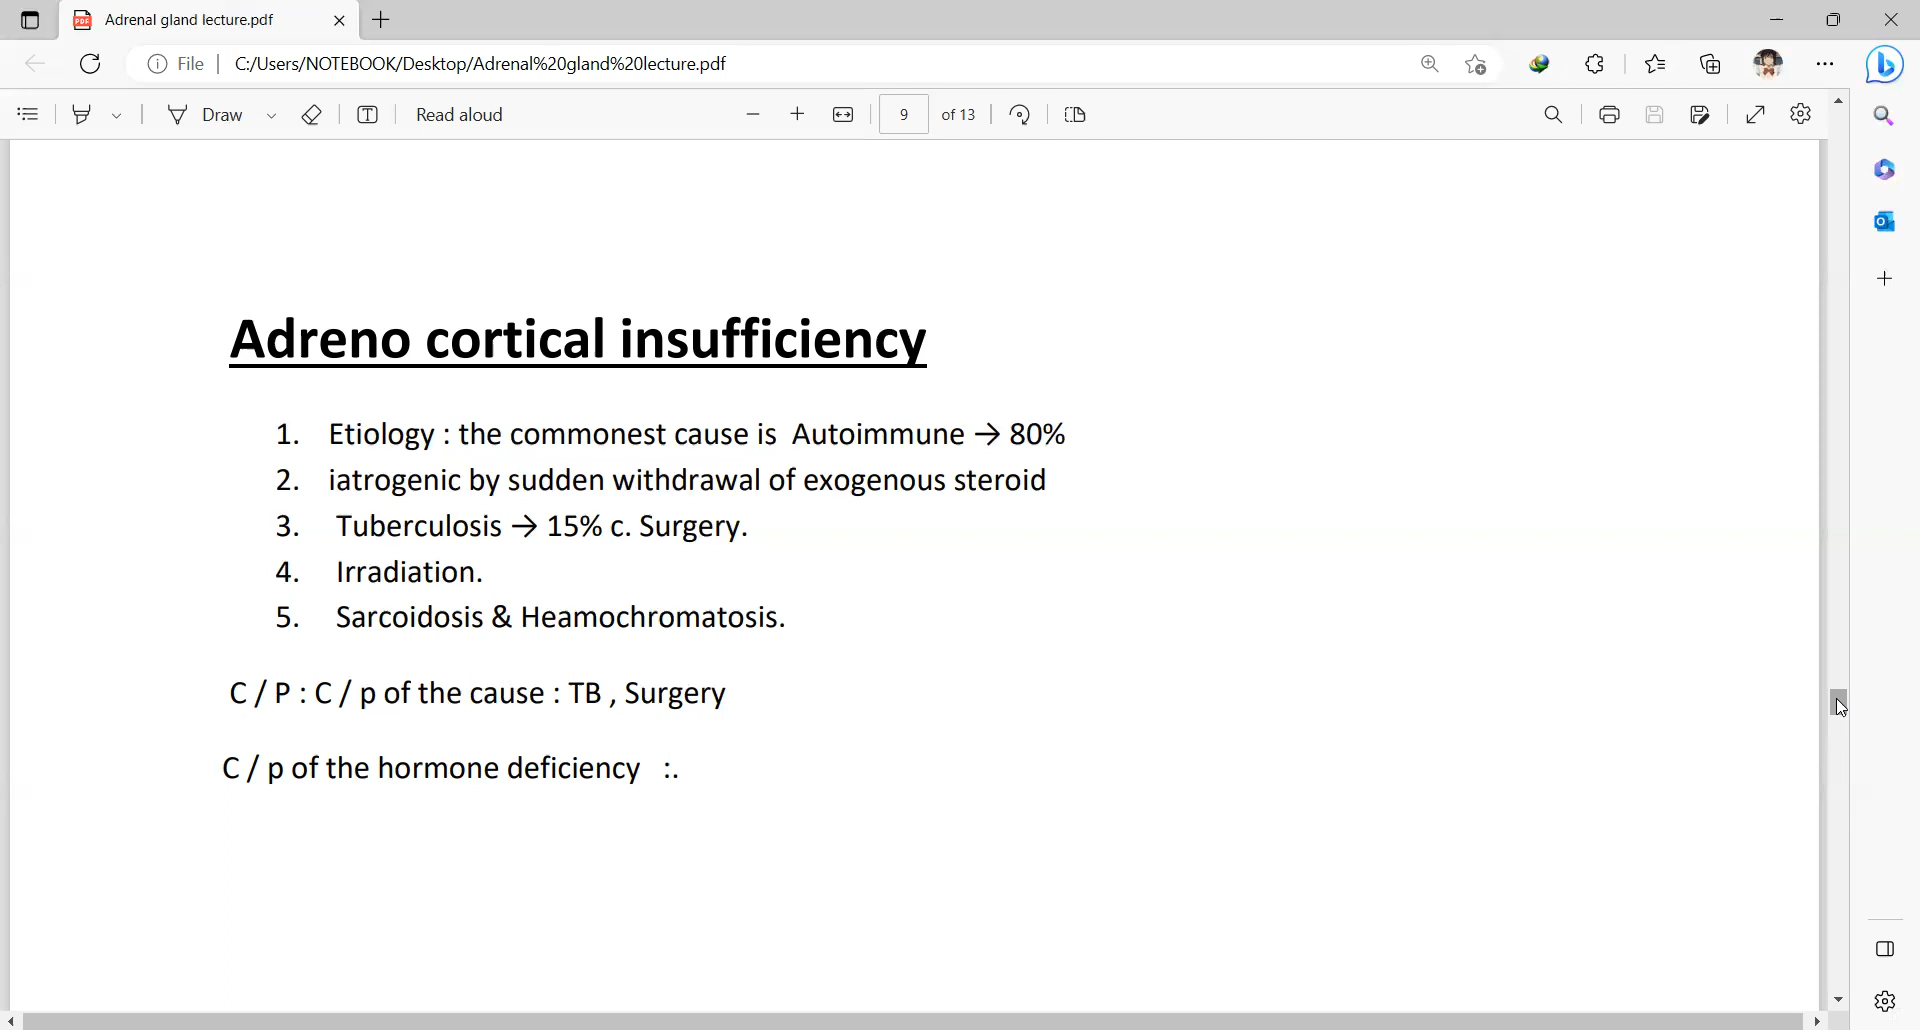 Adrenal gland lecture.pdf
File
C:/Users/NOTEBOOK/Desktop/Adrenal%20gland%20lecture.pdf
Draw
Read aloud
9 of 13
Adreno cortical insufficiency
1. Etiology : the commonest cause is Autoimmune → 80%
2. iatrogenic by sudden withdrawal of exogenous steroid
3. Tuberculosis → 15% c. Surgery.
4. Irradiation.
5. Sarcoidosis & Heamochromatosis.
C / P : C / p of the cause : TB , Surgery
C / p of the hormone deficiency :.